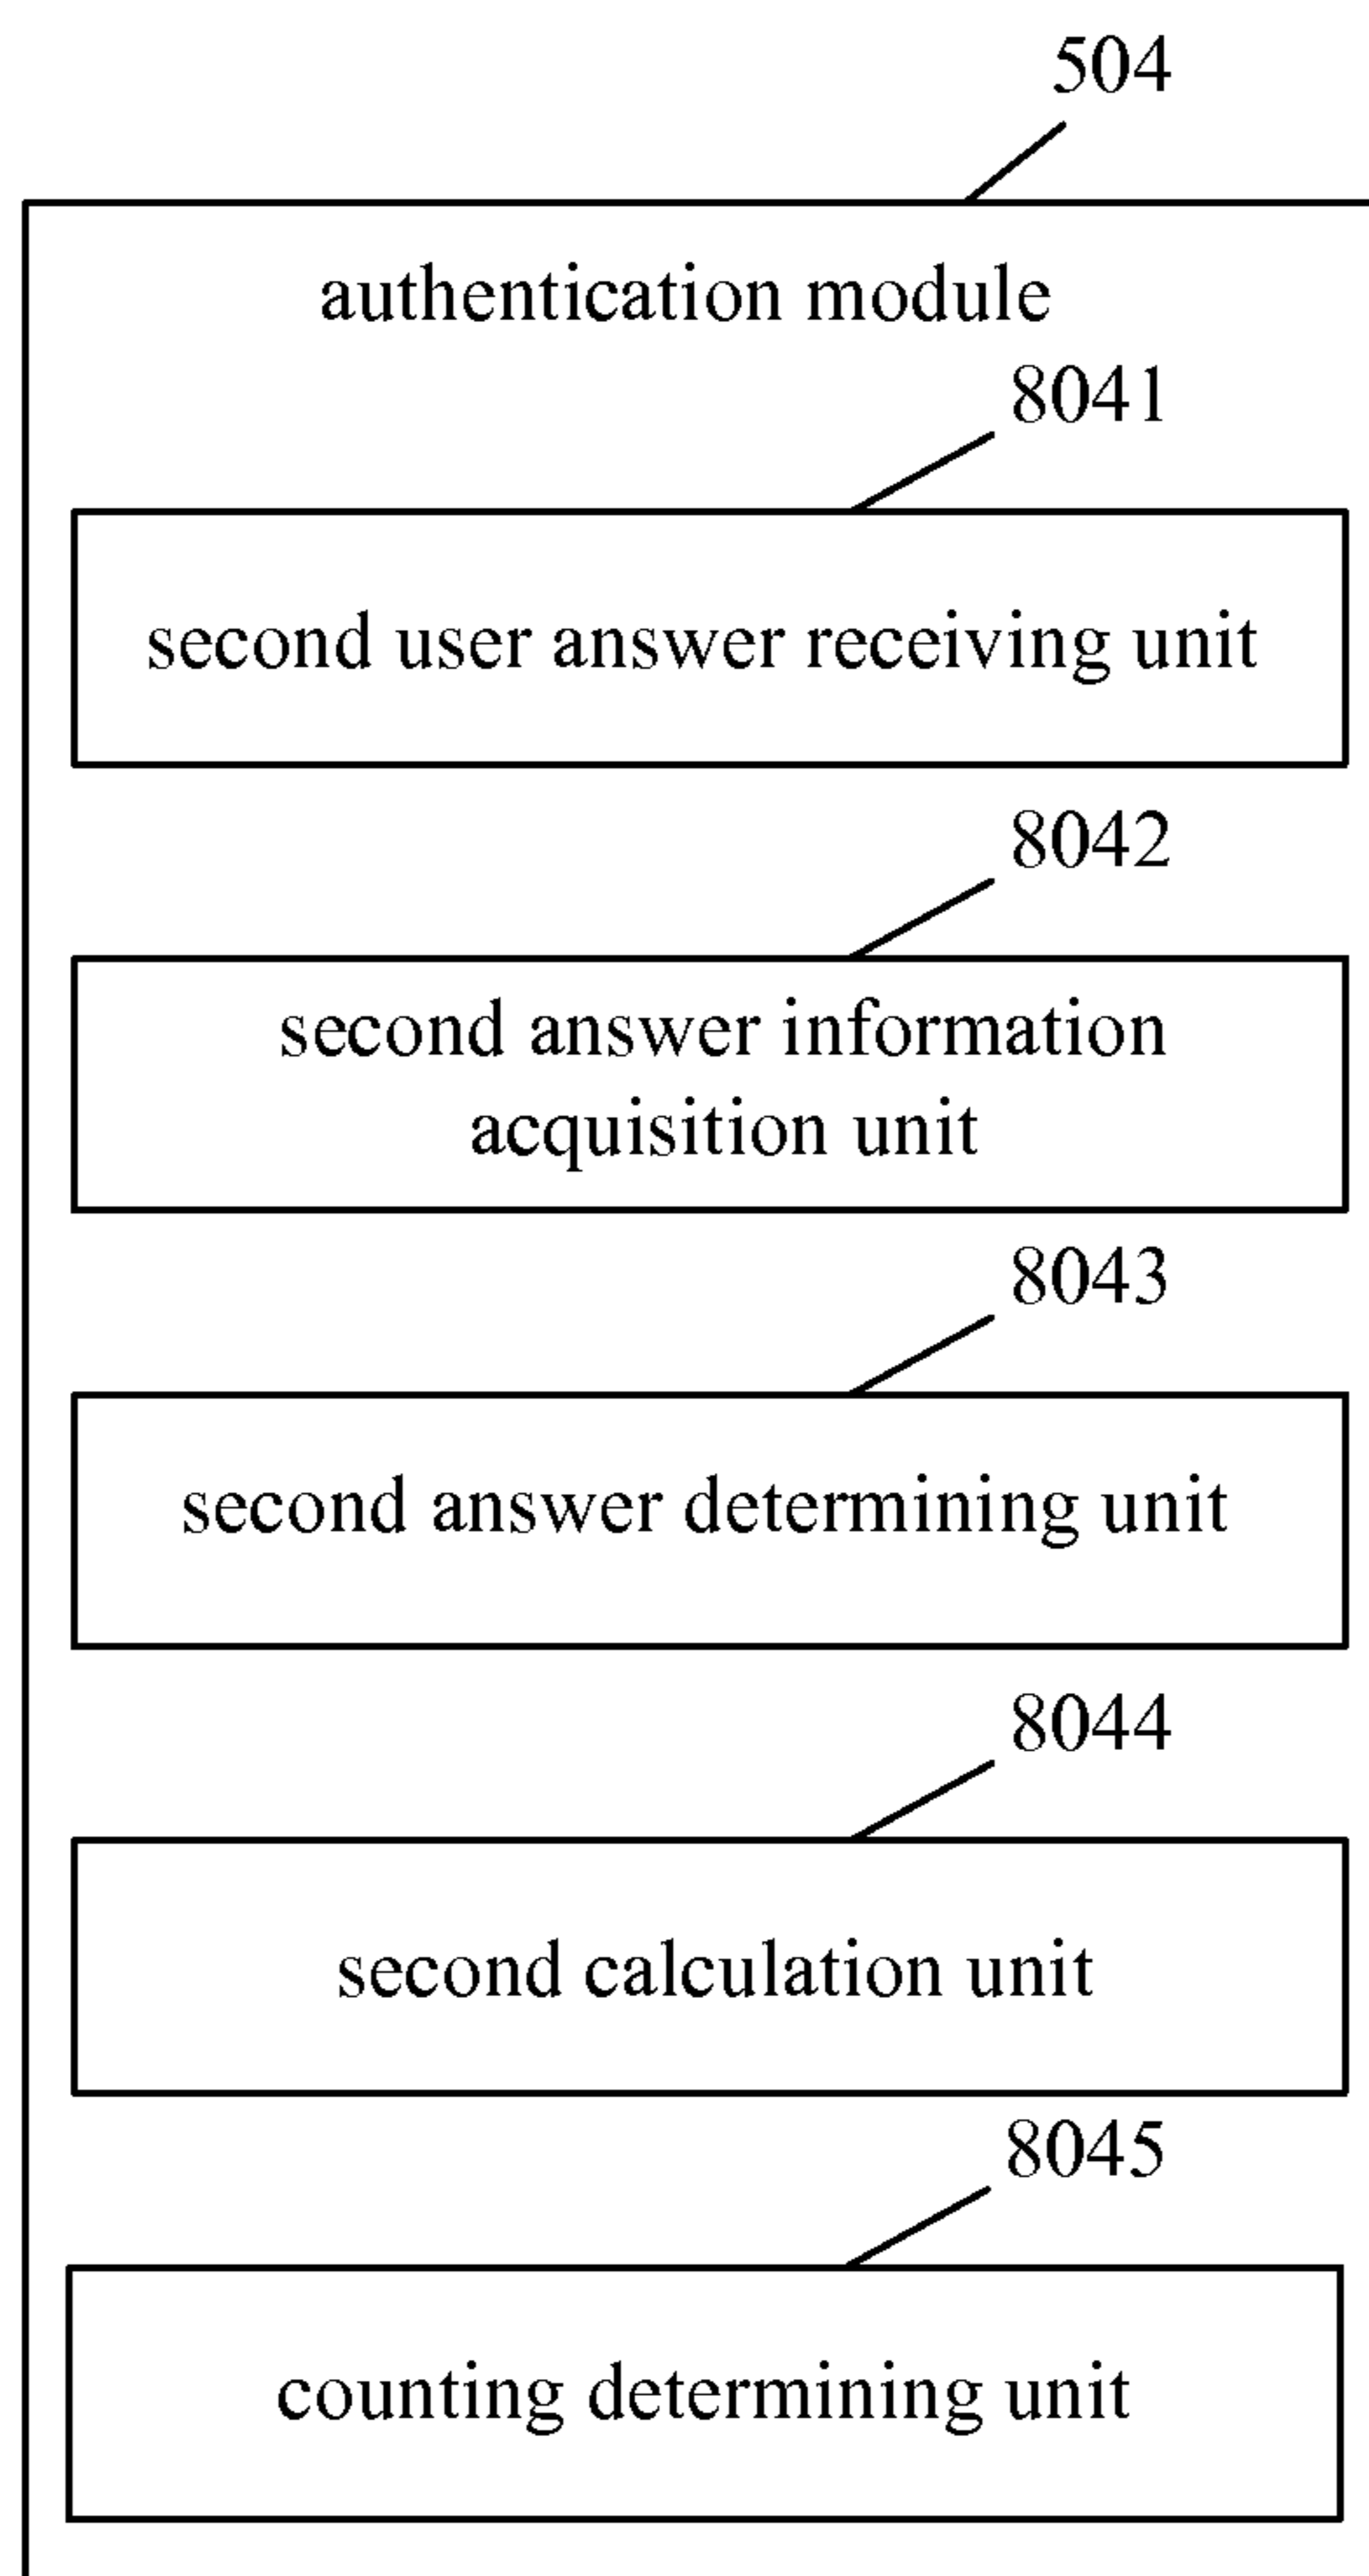 504
authentication module
8041
second user answer receiving unit
8042
second answer information
acquisition unit
8043
second answer determining unit
8044
second calculation unit
8045
counting determining unit